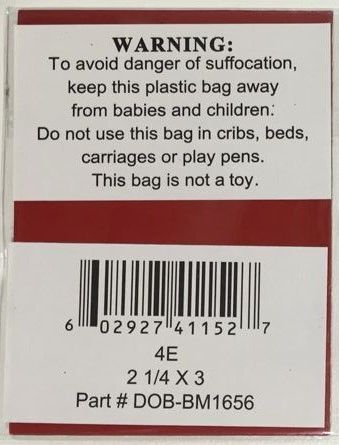 WARNING:
To avoid danger of suffocation,
keep this plastic bag away
from babies and children.
Do not use this bag in cribs, beds,
carriages or play pens.
This bag is not a toy.
6 02927 41152 7
4E
2 1/4 X 3
Part # DOB-BM1656